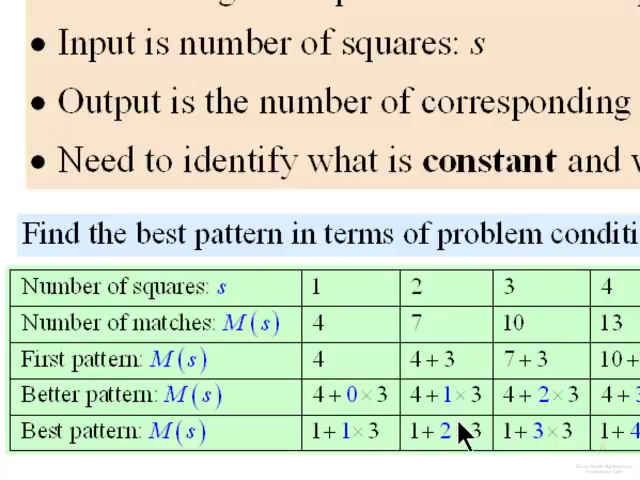 • Input is number of squares: s
• Output is the number of corresponding
• Need to identify what is constant and
Find the best pattern in terms of problem conditi
Number of squares: s 1 2 3 4
Number of matches: M(s) 4 7 10 13
First pattern: M(s) 4 4+3 7+3 10+
Better pattern: M(s) 4+0×3 4+1×3 4+2×3 4+3
Best pattern: M(s) 1+1×3 1+2 3 1+3×3 1+4